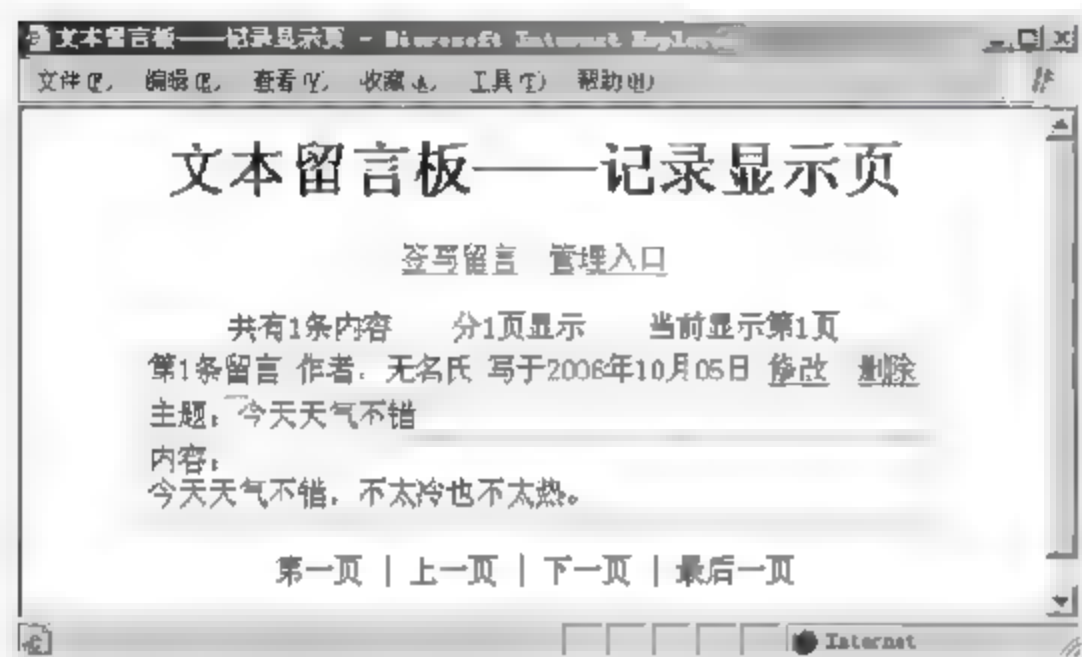 文本留言板——记录显示页 - Microsoft Internet Explorer
文件(F) 编辑(E) 查看(V) 收藏(A) 工具(T) 帮助(H)
文本留言板——记录显示页
签写留言 管理入口
共有1条内容 分1页显示 当前显示第1页
第1条留言 作者：无名氏 写于2006年10月05日 修改 删除
主题：今天天气不错
内容：
今天天气不错，不太冷也不太热。
第一页 | 上一页 | 下一页 | 最后一页
Internet